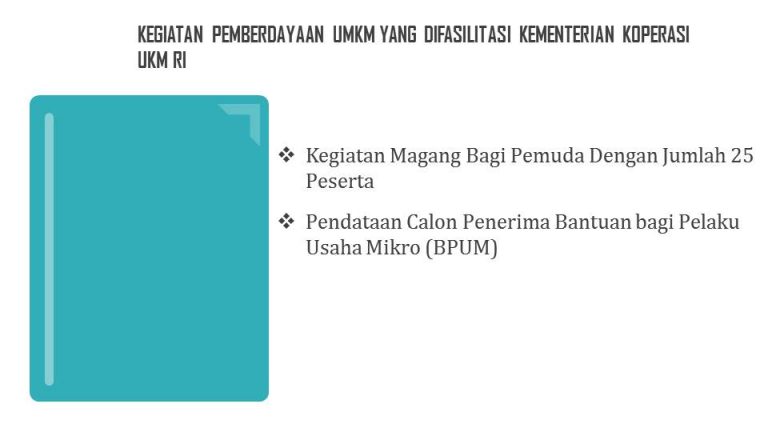 KEGIATAN PEMBERDAYAAN UMKM YANG DIFASILITASI KEMENTERIAN KOPERASI
UKM RI
❖ Kegiatan Magang Bagi Pemuda Dengan Jumlah 25
Peserta
❖ Pendataan Calon Penerima Bantuan bagi Pelaku
Usaha Mikro (BPUM)